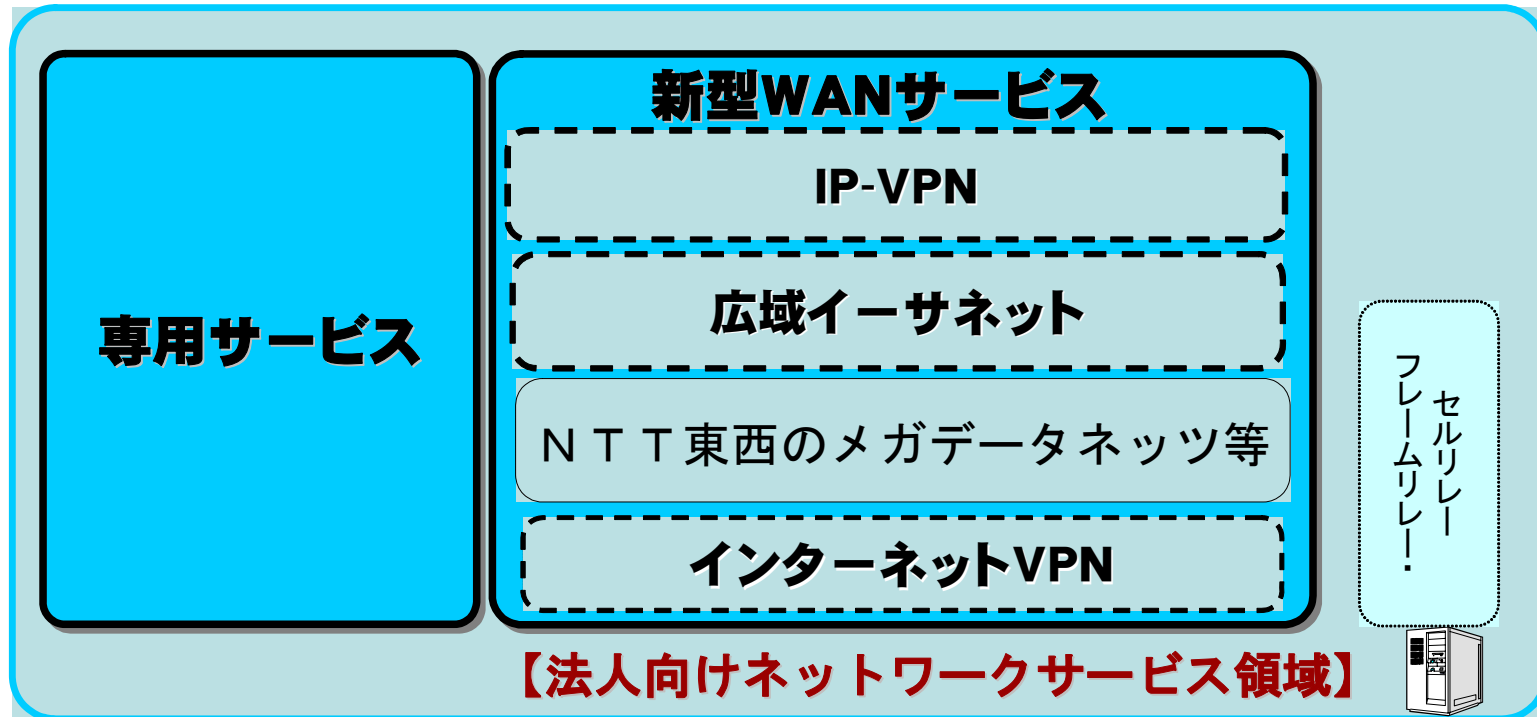 新型WANサービス
IP-VPN
広域イーサネット
専用サービス
ＮＴＴ東西のメガデータネッツ等
インターネットVPN
フレームリレー・
セルリレー
【法人向けネットワークサービス領域】